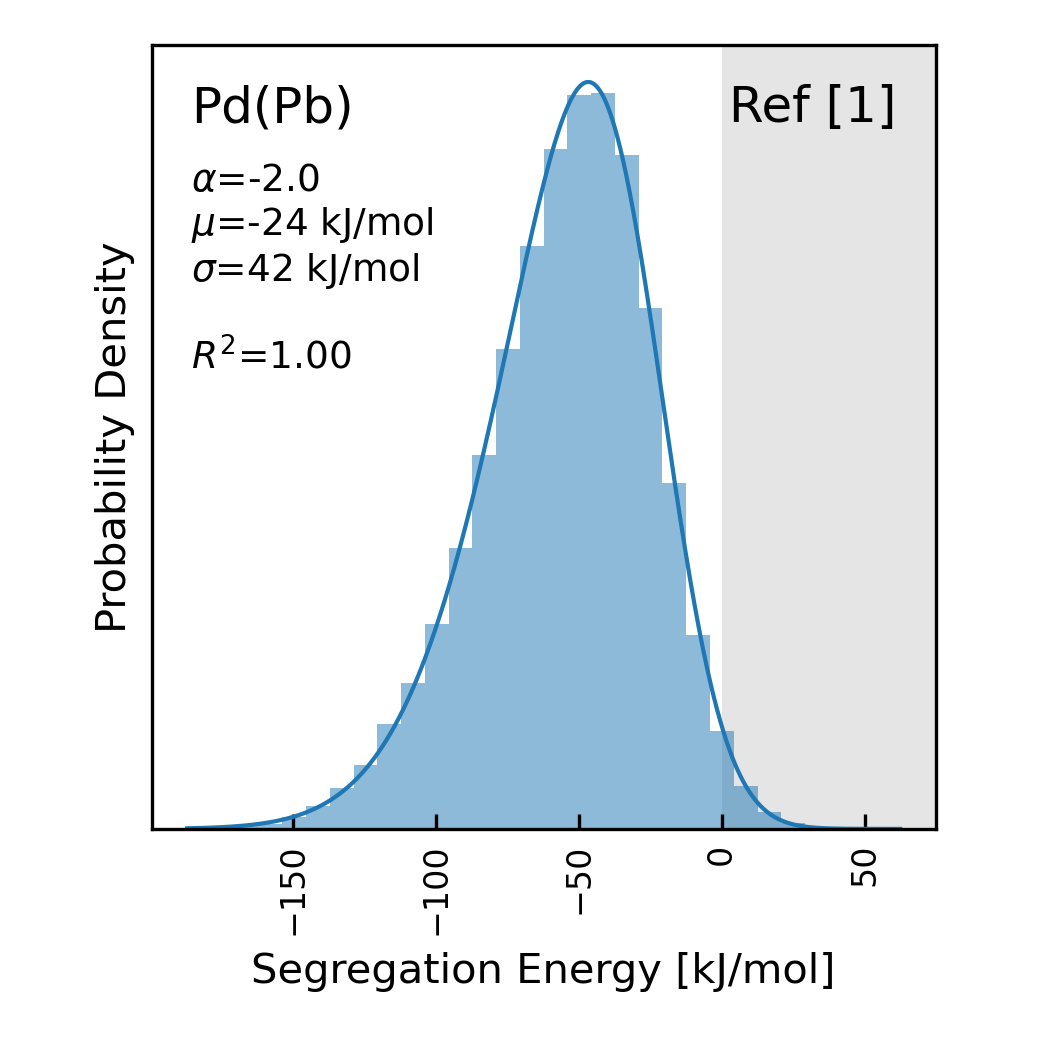 Pd(Pb)
Ref [1]
α=-2.0
μ=-24 kJ/mol
σ=42 kJ/mol
R²=1.00
Probability Density
−150
−100
−50
0
50
Segregation Energy [kJ/mol]